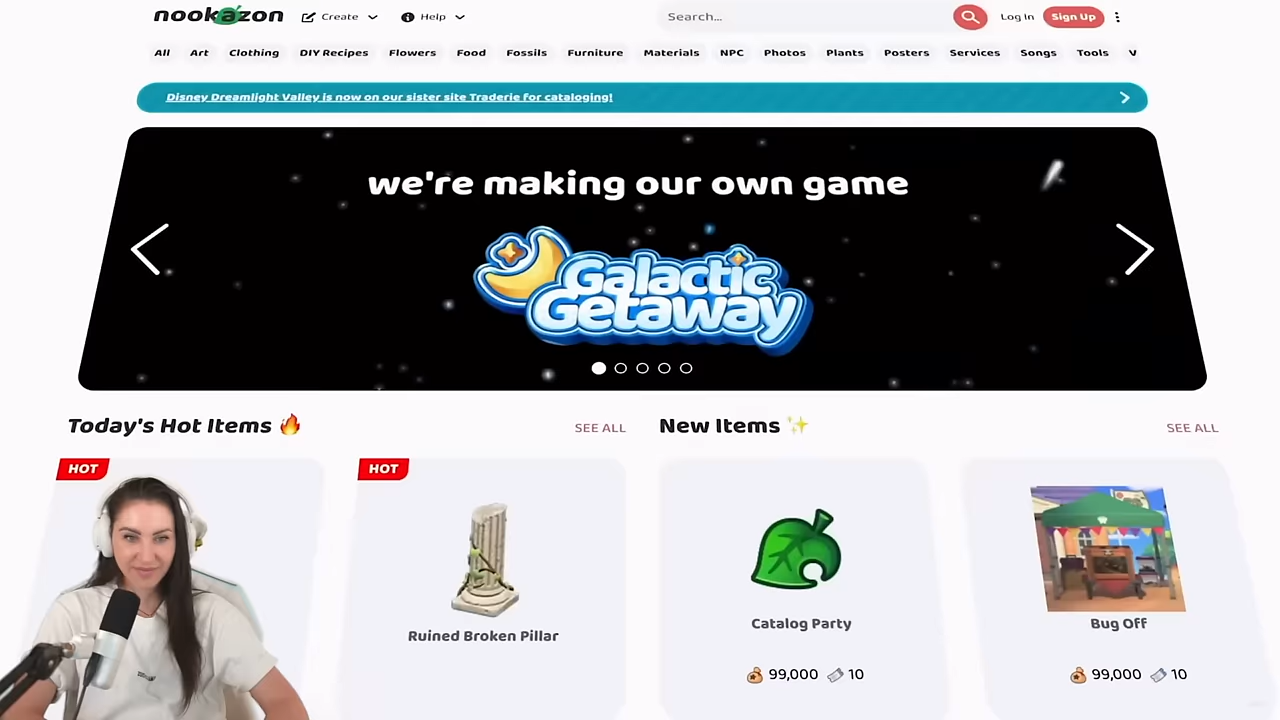 nookazon
Create
Help
Search...
Log In
Sign Up
All
Art
Clothing
DIY Recipes
Flowers
Food
Fossils
Furniture
Materials
NPC
Photos
Plants
Posters
Services
Songs
Tools
V
Disney Dreamlight Valley is now on our sister site Traderie for cataloging!
we're making our own game
Galactic
Getaway
Today's Hot Items
SEE ALL
New Items
SEE ALL
HOT
HOT
Ruined Broken Pillar
Catalog Party
99,000 10
Bug Off
99,000 10